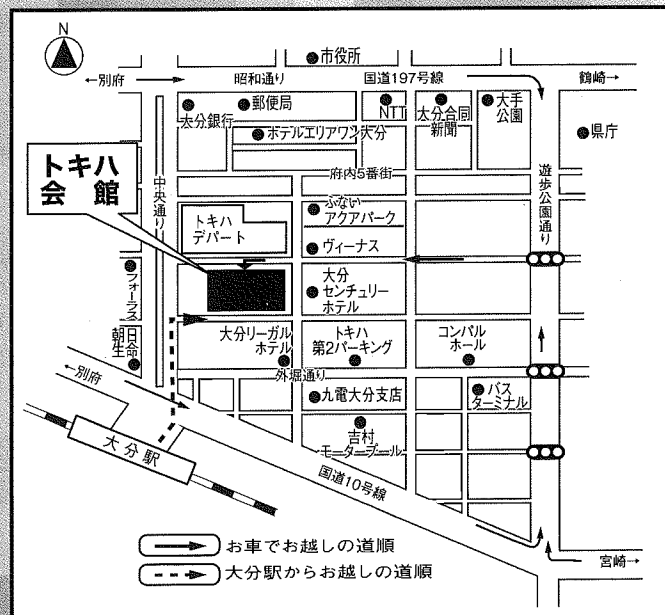 N
市役所
←別府
昭和通り
国道197号線
鶴崎→
大分銀行
郵便局
NTT
大分合同
新聞
大手
公園
県庁
ホテルエリアワン大分
トキハ
会館
中央通り
府内5番街
遊歩公園通り
トキハ
デパート
ふない
アクアパーク
ヴィーナス
フォーラス
大分
センチュリー
ホテル
朝日
生命
大分リーガル
ホテル
トキハ
第2パーキング
コンパル
ホール
外堀通り
←別府
九電大分支店
バス
ターミナル
大分駅
吉村
モータープール
国道10号線
お車でお越しの道順
大分駅からお越しの道順
宮崎→